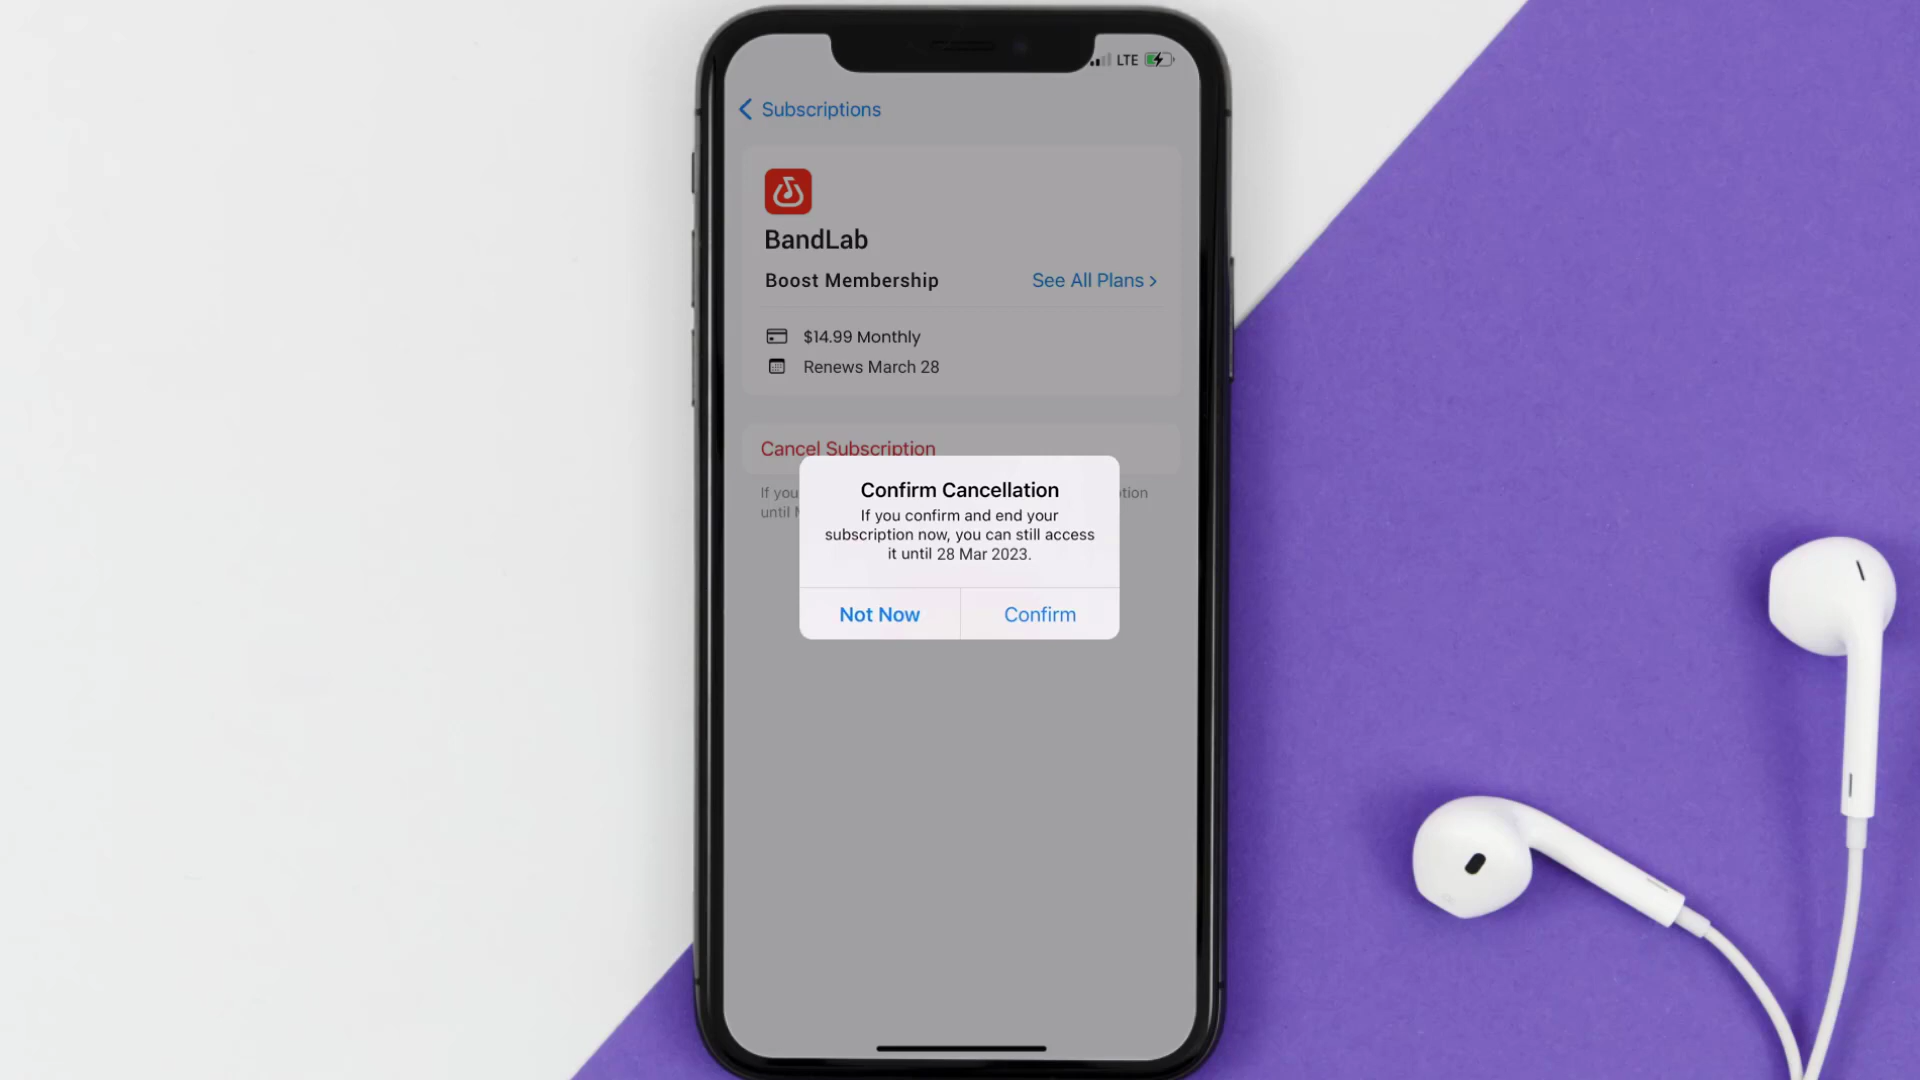 LTE
Subscriptions
BandLab
Boost Membership
See All Plans
$14.99 Monthly
Renews March 28
Cancel Subscription
If you
tion
until
Confirm Cancellation
If you confirm and end your
subscription now, you can still access
it until 28 Mar 2023.
Not Now
Confirm